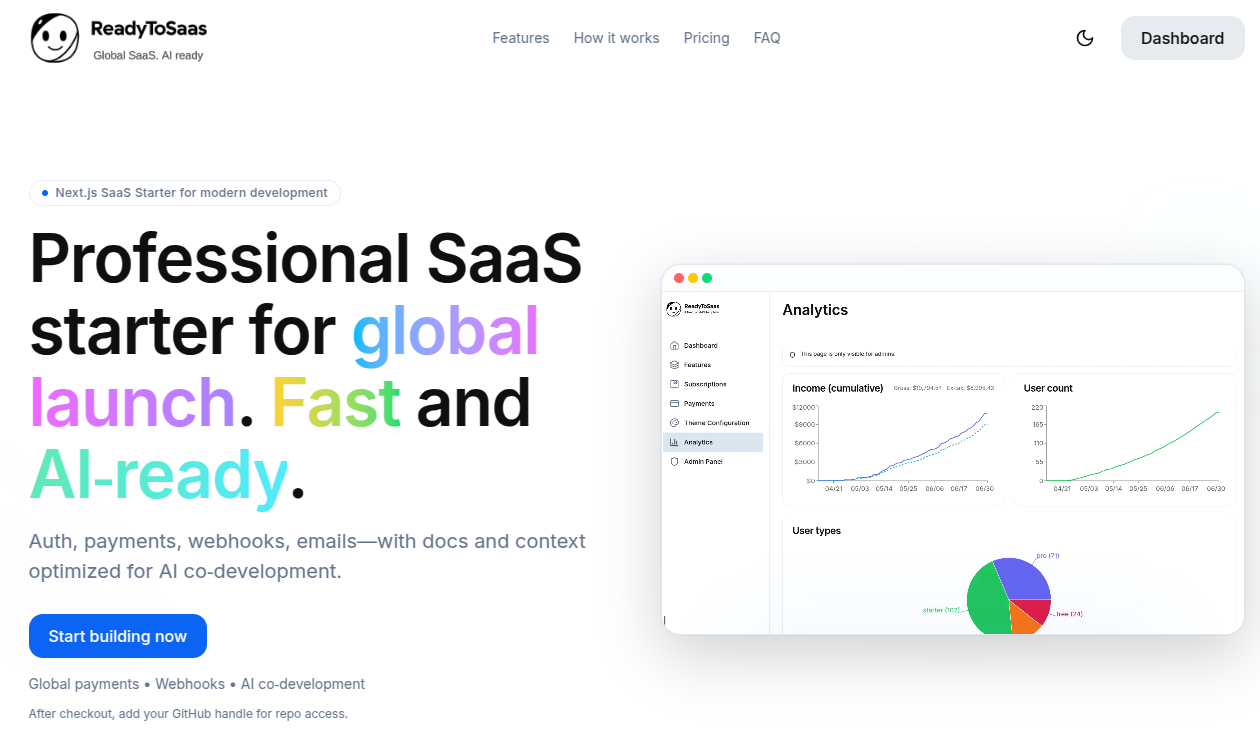 ReadyToSaas
Global SaaS. AI ready
Features
How it works
Pricing
FAQ
Dashboard
Next.js SaaS Starter for modern development
Professional SaaS
starter for global
launch. Fast and
AI-ready.
Auth, payments, webhooks, emails—with docs and context
optimized for AI co-development.
Start building now
Global payments • Webhooks • AI co-development
After checkout, add your GitHub handle for repo access.
ReadyToSaas
Analytics
Dashboard
Features
Subscriptions
Payments
Theme Configuration
Analytics
Admin Panel
This page is only visible for admins.
Income (cumulative)
Gross: $10,794.54 Ex-tax: $8,995.43
$12000
$9000
$6000
$3000
$0
04/21 05/03 05/14 05/25 06/06 06/17 06/30
User count
220
165
110
55
0
04/21 05/03 05/14 05/25 06/06 06/17 06/30
User types
pro (71)
starter (102)
free (24)